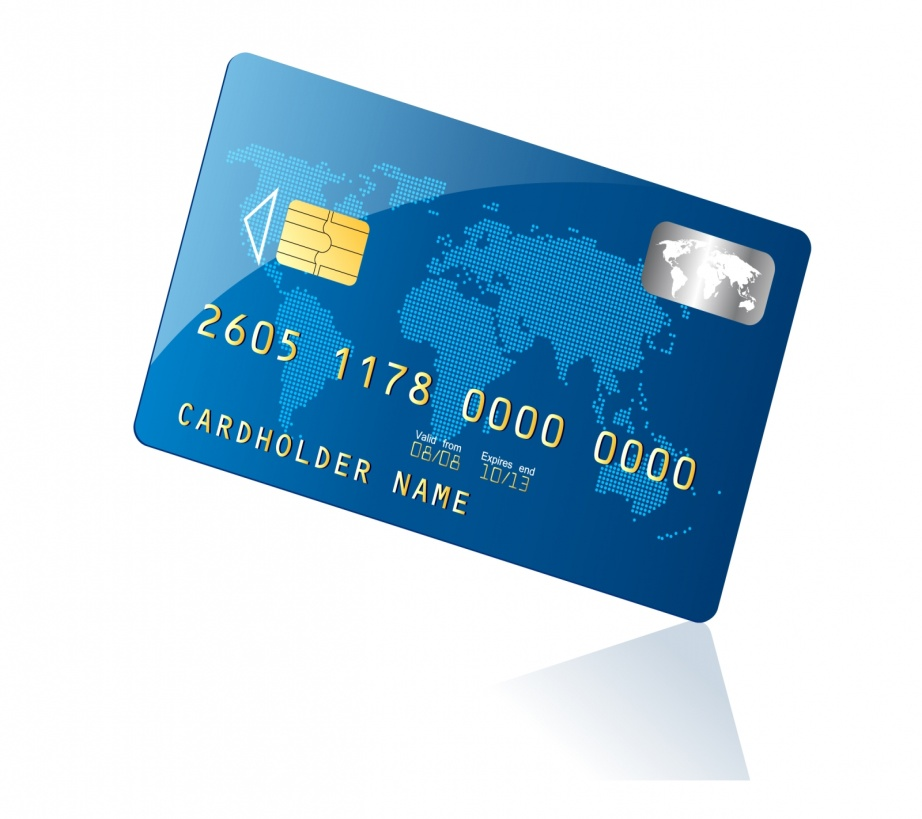 2605 1178 0000 0000
Valid from
08/08
Expires end
10/13
CARDHOLDER NAME